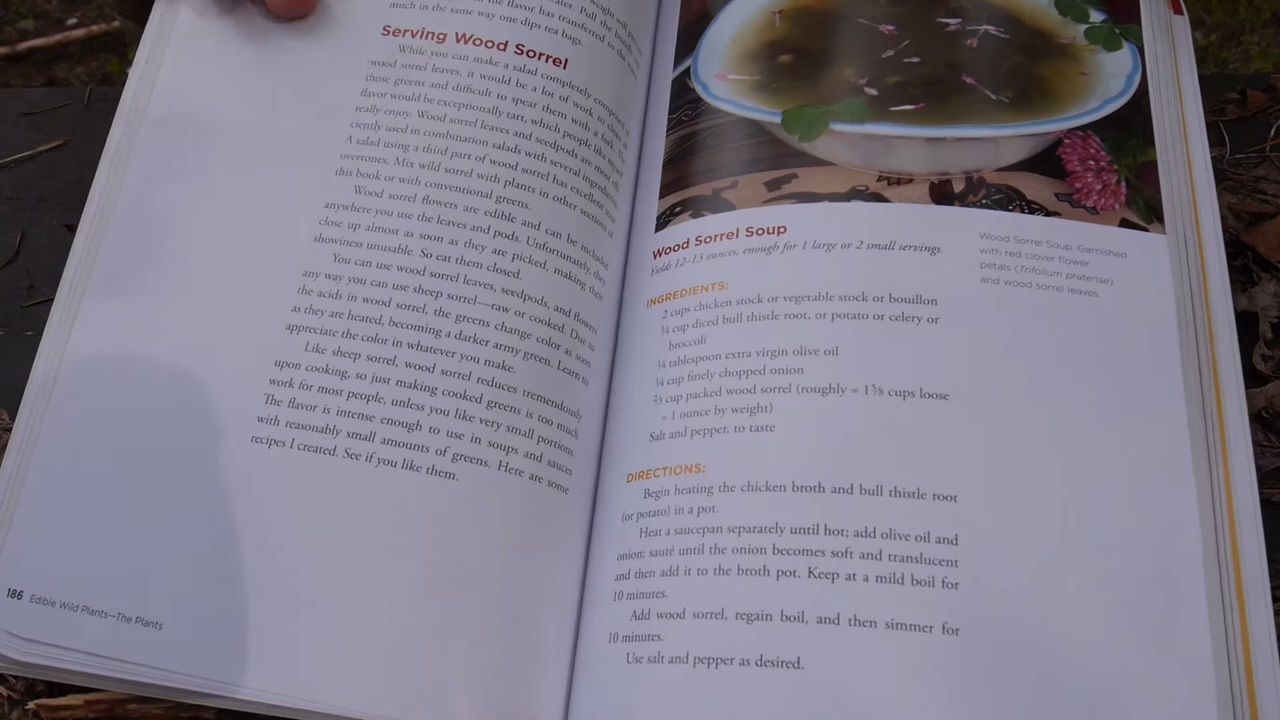 weight will
water. Pull the
the flavor has transferred to the
much in the same way one dips tea bags.
Serving Wood Sorrel
While you can make a salad completely
wood sorrel leaves, it would be a lot of work to
those greens and difficult to spear them with a fork.
flavor would be exceptionally tart, which people like
really enjoy. Wood sorrel leaves and seedpods are most
ciently used in combination salads with several ingredients.
A salad using a third part of wood sorrel has excellent
overtones. Mix wild sorrel with plants in other sections of
this book or with conventional greens.
Wood sorrel flowers are edible and can be included
anywhere you use the leaves and pods. Unfortunately, they
close up almost as soon as they are picked, making their
showiness unusable. So eat them closed.
You can use wood sorrel leaves, seedpods, and flowers
any way you can use sheep sorrel—raw or cooked. Due to
the acids in wood sorrel, the greens change color as soon
as they are heated, becoming a darker army green. Learn to
appreciate the color in whatever you make.
Like sheep sorrel, wood sorrel reduces tremendously
upon cooking, so just making cooked greens is too much
work for most people, unless you like very small portions.
The flavor is intense enough to use in soups and sauces
with reasonably small amounts of greens. Here are some
recipes I created. See if you like them.
186 Edible Wild Plants—The Plants
Wood Sorrel Soup
Yields 12–13 ounces, enough for 1 large or 2 small servings.
INGREDIENTS:
2 cups chicken stock or vegetable stock or bouillon
¼ cup diced bull thistle root, or potato or celery or
broccoli
¼ tablespoon extra virgin olive oil
¼ cup finely chopped onion
⅔ cup packed wood sorrel (roughly = 1⅝ cups loose
= 1 ounce by weight)
Salt and pepper, to taste
DIRECTIONS:
Begin heating the chicken broth and bull thistle root
(or potato) in a pot.
Heat a saucepan separately until hot; add olive oil and
onion; sauté until the onion becomes soft and translucent
and then add it to the broth pot. Keep at a mild boil for
10 minutes.
Add wood sorrel, regain boil, and then simmer for
10 minutes.
Use salt and pepper as desired.
Wood Sorrel Soup. Garnished
with red clover flower
petals (Trifolium pratense)
and wood sorrel leaves.